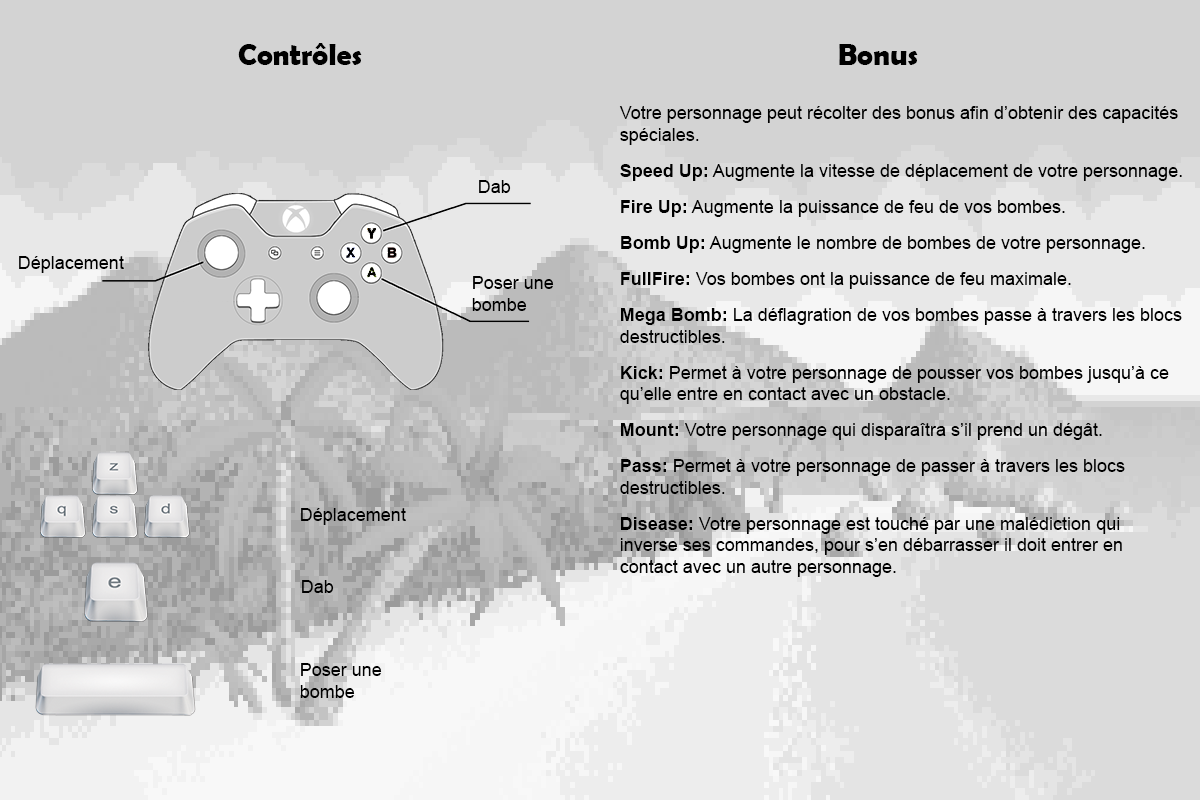 Contrôles
Dab
Y
X
B
A
Déplacement
Poser une
bombe
z
q
s
d
Déplacement
e
Dab
Poser une
bombe
Bonus
Votre personnage peut récolter des bonus afin d’obtenir des capacités
spéciales.
Speed Up: Augmente la vitesse de déplacement de votre personnage.
Fire Up: Augmente la puissance de feu de vos bombes.
Bomb Up: Augmente le nombre de bombes de votre personnage.
FullFire: Vos bombes ont la puissance de feu maximale.
Mega Bomb: La déflagration de vos bombes passe à travers les blocs
destructibles.
Kick: Permet à votre personnage de pousser vos bombes jusqu’à ce
qu’elle entre en contact avec un obstacle.
Mount: Votre personnage qui disparaîtra s’il prend un dégât.
Pass: Permet à votre personnage de passer à travers les blocs
destructibles.
Disease: Votre personnage est touché par une malédiction qui
inverse ses commandes, pour s’en débarrasser il doit entrer en
contact avec un autre personnage.